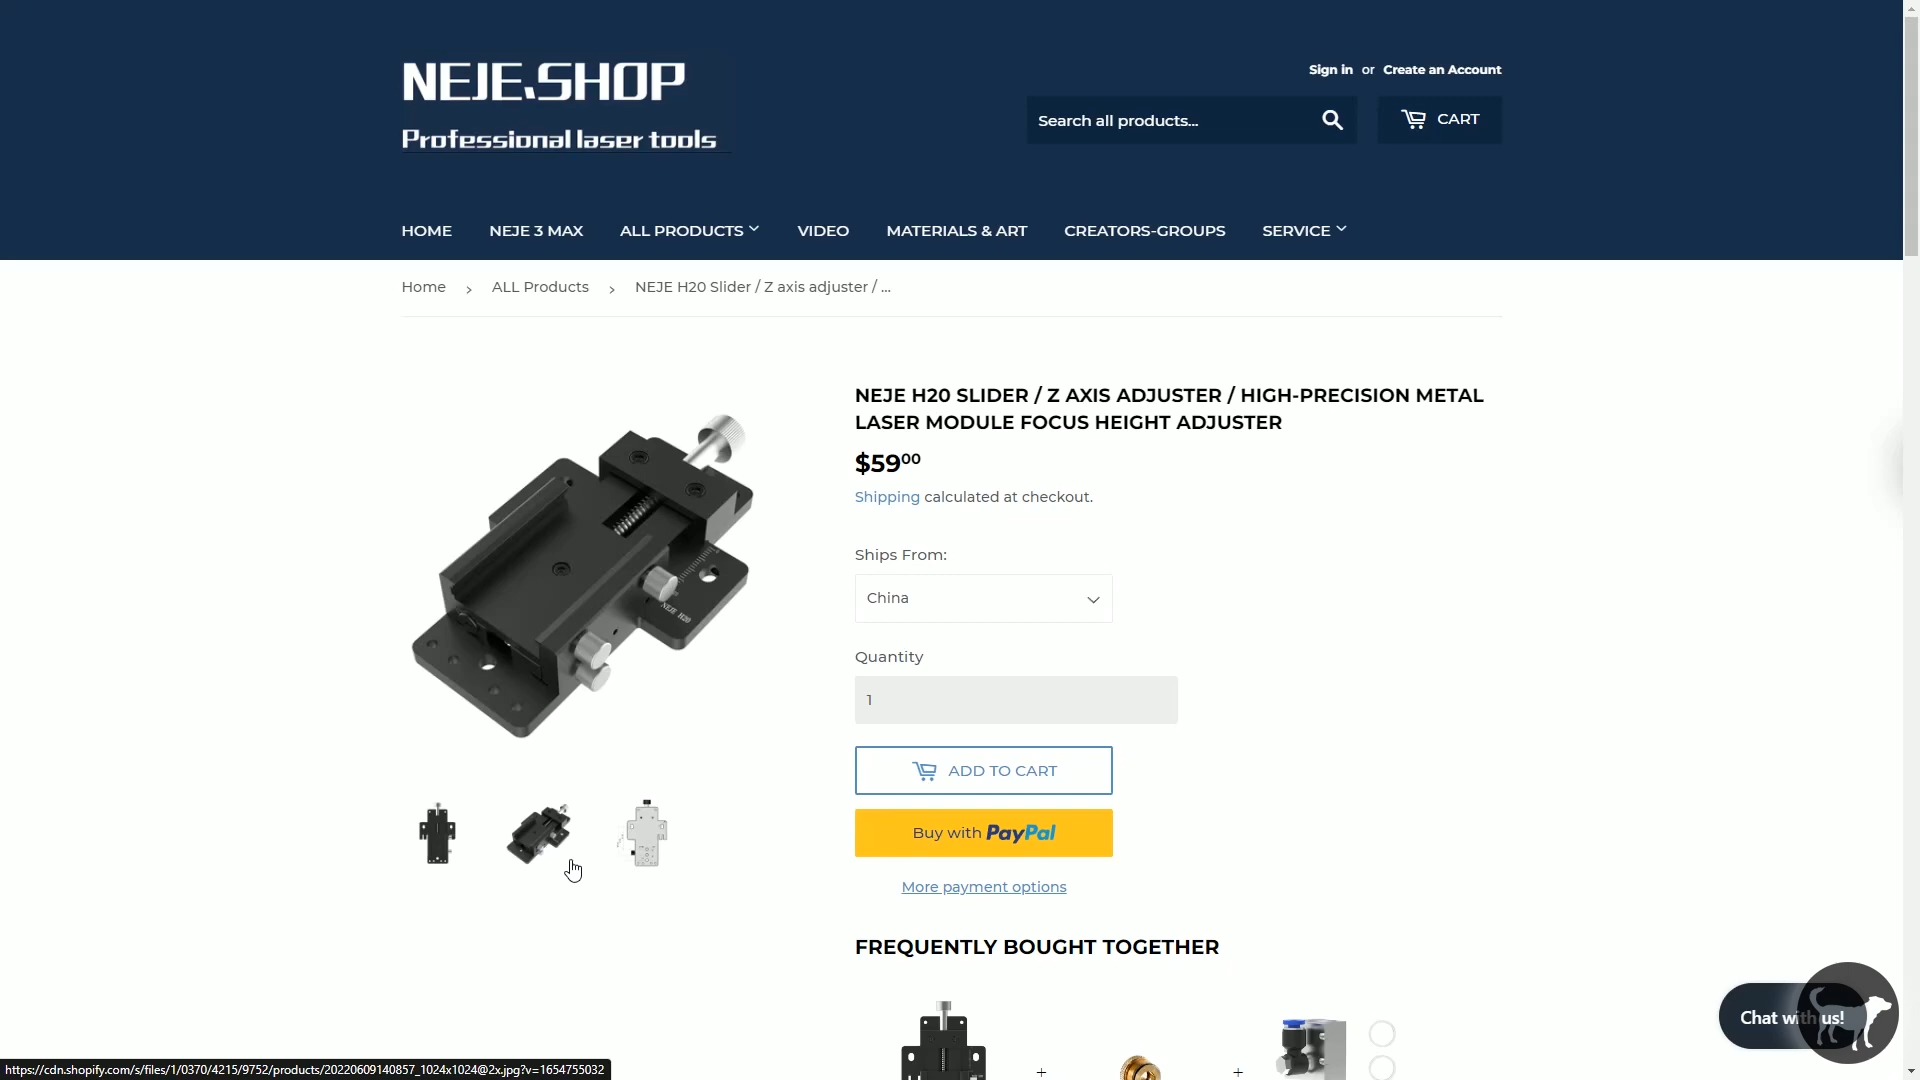 NEJE.SHOP
Professional laser tools
Sign in or Create an Account
Search all products...
CART
HOME
NEJE 3 MAX
ALL PRODUCTS
VIDEO
MATERIALS & ART
CREATORS-GROUPS
SERVICE
Home › ALL Products › NEJE H20 Slider / Z axis adjuster / ...
NEJE H20 SLIDER / Z AXIS ADJUSTER / HIGH-PRECISION METAL
LASER MODULE FOCUS HEIGHT ADJUSTER
$59 00
Shipping calculated at checkout.
Ships From:
China
NEJE H20
Quantity
1
ADD TO CART
Buy with PayPal
More payment options
FREQUENTLY BOUGHT TOGETHER
+
+
Chat with us!
https://cdn.shopify.com/s/files/1/0370/4215/9752/products/20220609140857_1024x1024@2x.jpg?v=1654755032